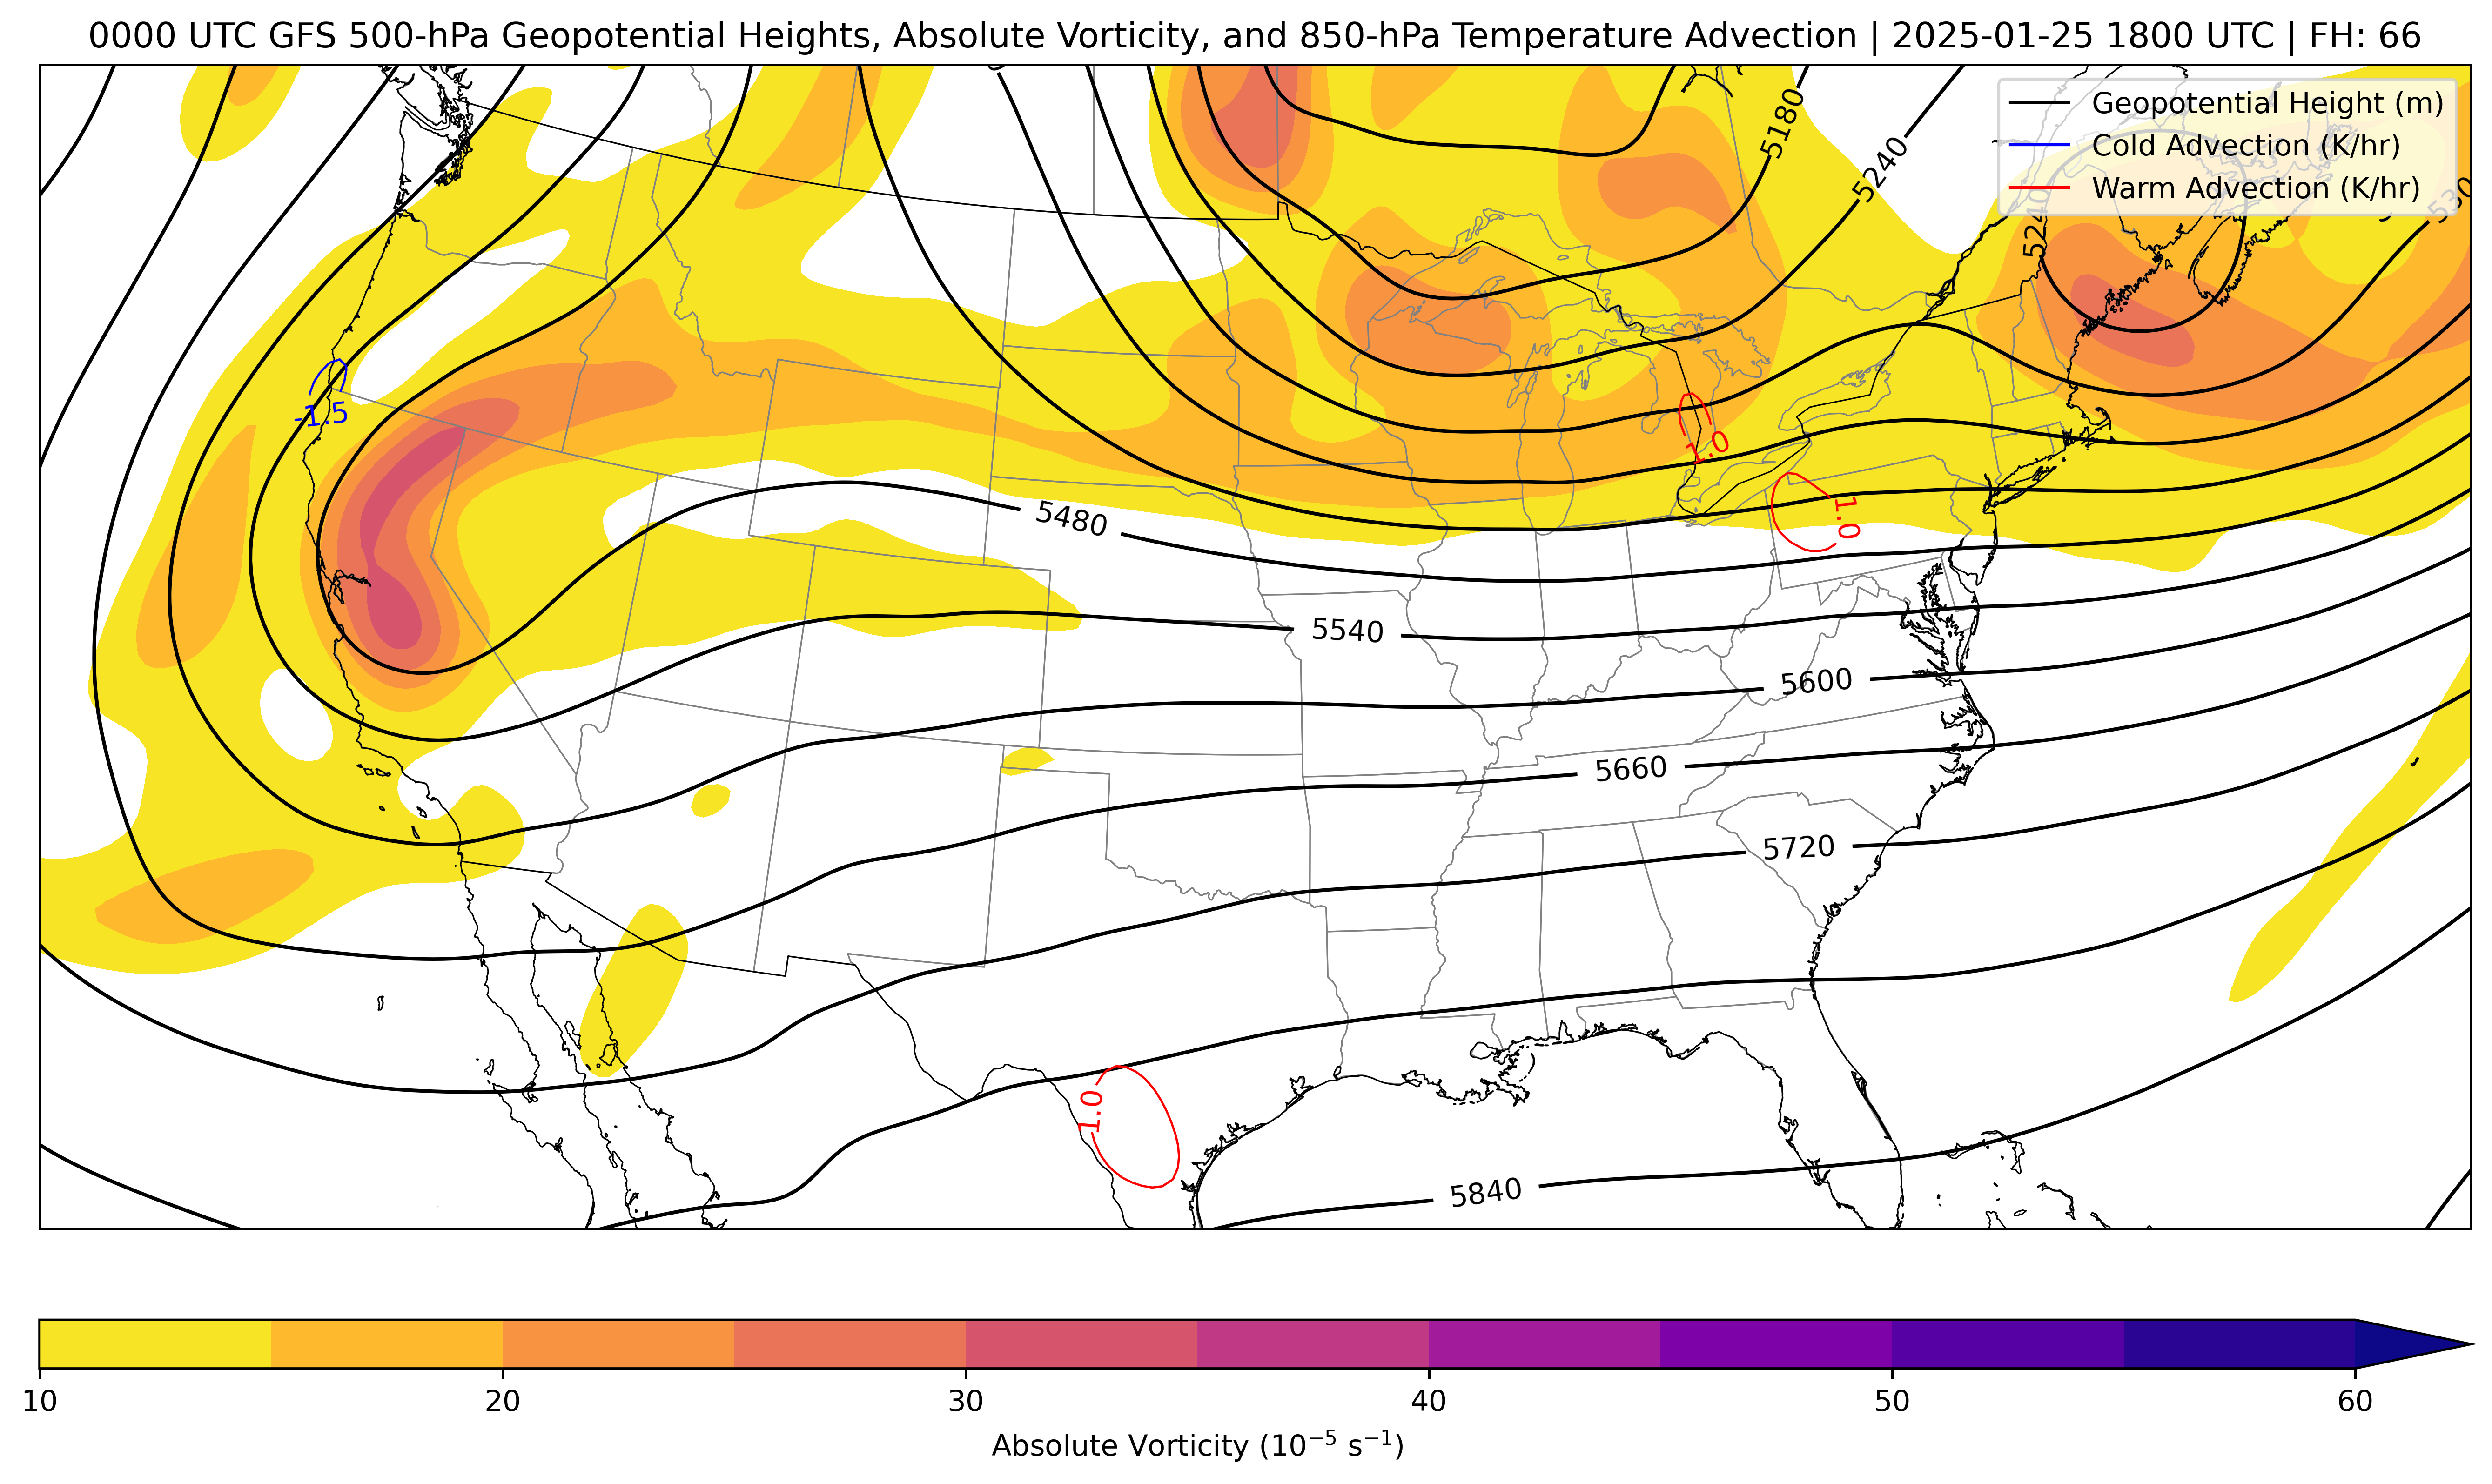 0000 UTC GFS 500-hPa Geopotential Heights, Absolute Vorticity, and 850-hPa Temperature Advection | 2025-01-25 1800 UTC | FH: 66
Geopotential Height (m)
Cold Advection (K/hr)
Warm Advection (K/hr)
5180
5240
5240
-1.5
1.0
1.0
5480
5540
5600
5660
5720
1.0
5840
10 20 30 40 50 60
Absolute Vorticity (10⁻⁵ s⁻¹)